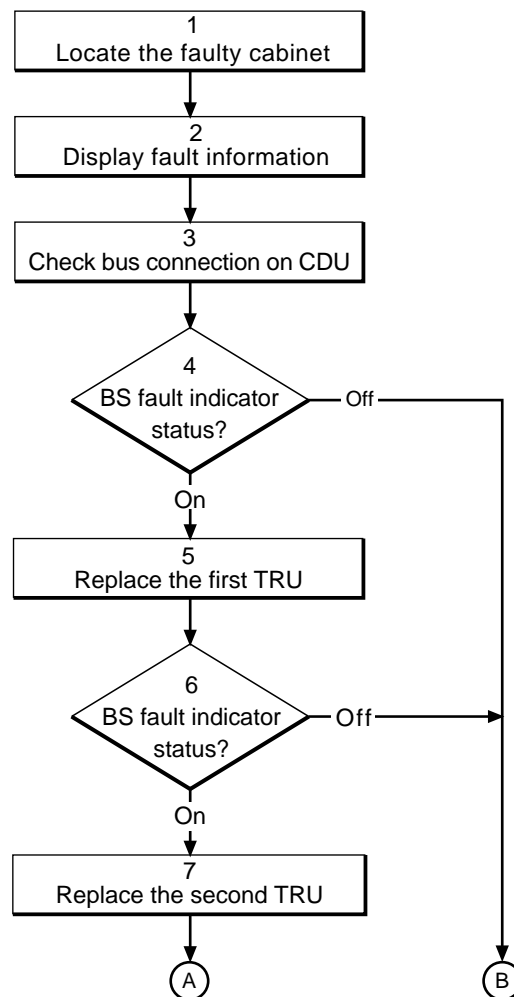 1
Locate the faulty cabinet
2
Display fault information
3
Check bus connection on CDU
4
BS fault indicator
status?
Off
On
5
Replace the first TRU
6
BS fault indicator
status?
Off
On
7
Replace the second TRU
A
B